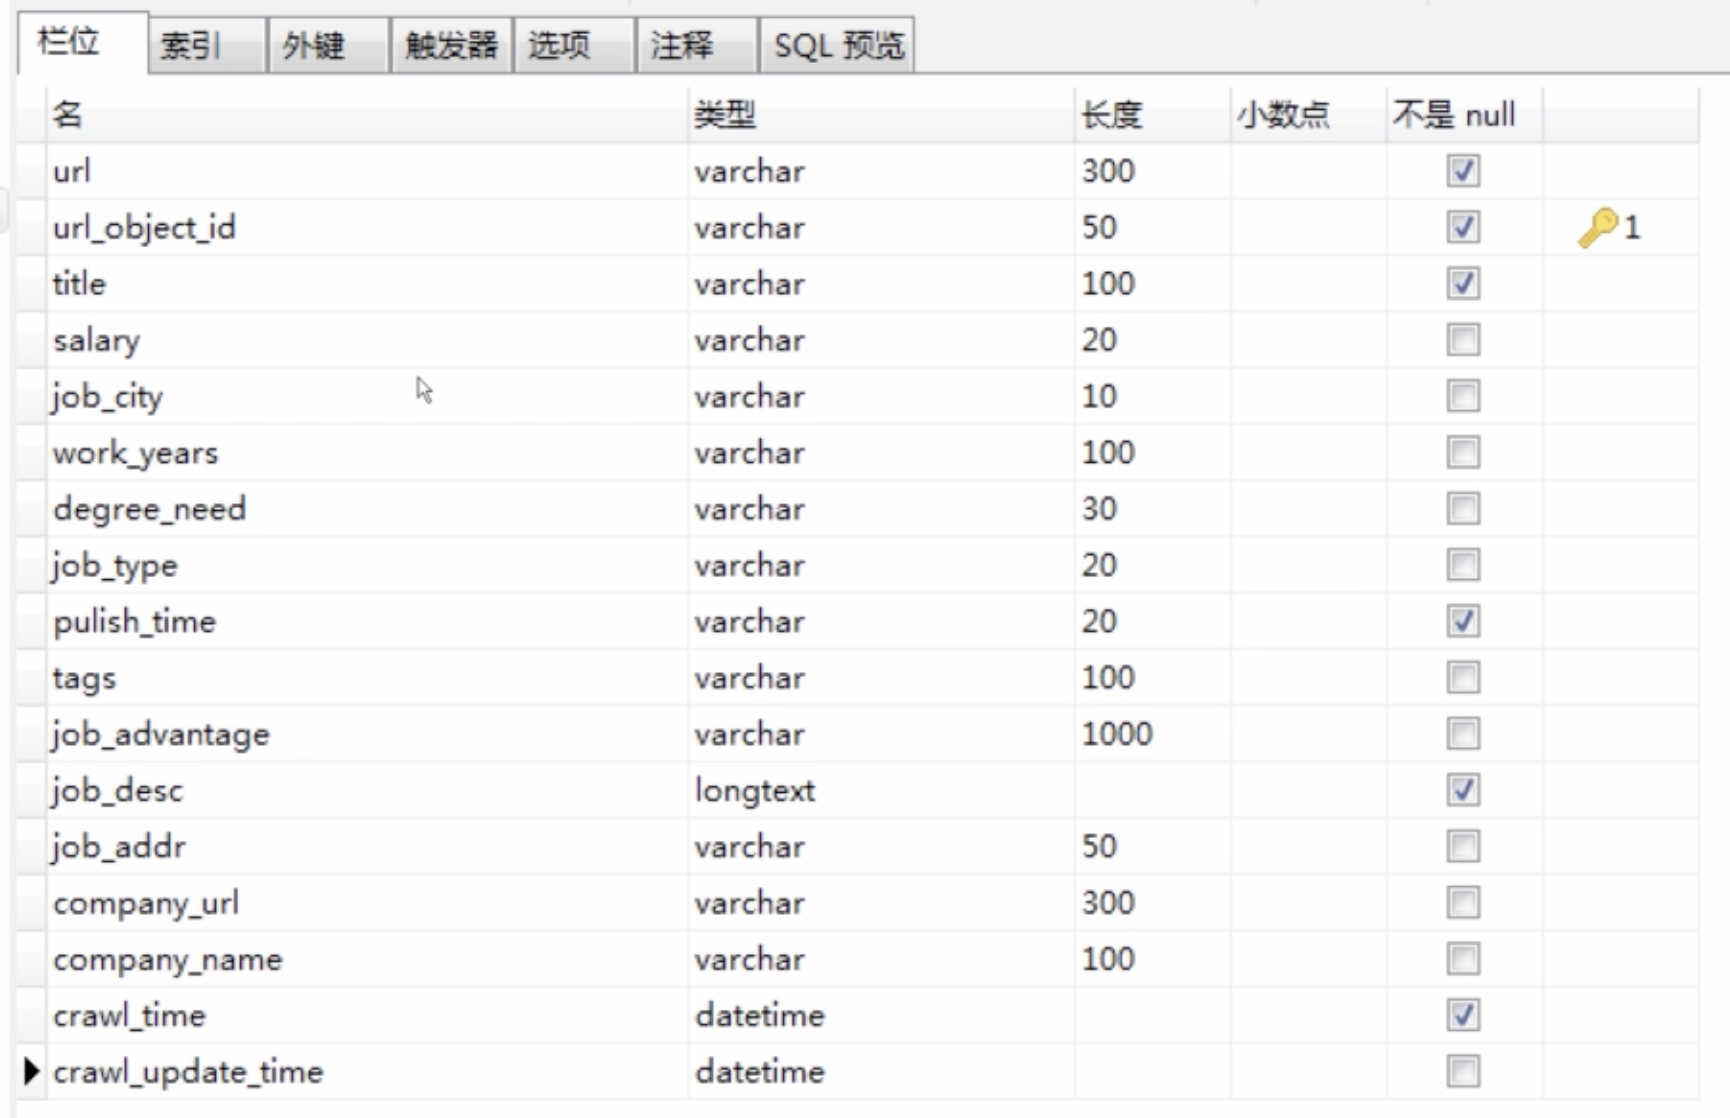 栏位 索引 外键 触发器 选项 注释 SQL 预览
名 类型 长度 小数点 不是 null
url varchar 300
url_object_id varchar 50 1
title varchar 100
salary varchar 20
job_city varchar 10
work_years varchar 100
degree_need varchar 30
job_type varchar 20
pulish_time varchar 20
tags varchar 100
job_advantage varchar 1000
job_desc longtext
job_addr varchar 50
company_url varchar 300
company_name varchar 100
crawl_time datetime
crawl_update_time datetime